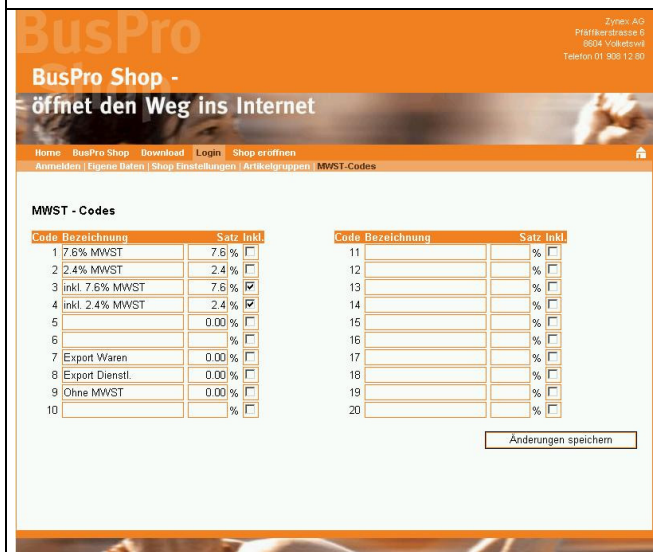 BusPro
Shop
Zynex AG
Pfäffikerstrasse 6
8604 Volketswil
Telefon 01 908 12 80
BusPro Shop -
öffnet den Weg ins Internet
Home BusPro Shop Download Login Shop eröffnen
Anmelden | Eigene Daten | Shop Einstellungen | Artikelgruppen | MWST-Codes
MWST - Codes
Code Bezeichnung Satz Inkl. Code Bezeichnung Satz Inkl.
1 7.6% MWST 7.6 % 11 %
2 2.4% MWST 2.4 % 12 %
3 inkl. 7.6% MWST 7.6 % 13 %
4 inkl. 2.4% MWST 2.4 % 14 %
5 0.00 % 15 %
6 % 16 %
7 Export Waren 0.00 % 17 %
8 Export Dienstl. 0.00 % 18 %
9 Ohne MWST 0.00 % 19 %
10 % 20 %
Änderungen speichern